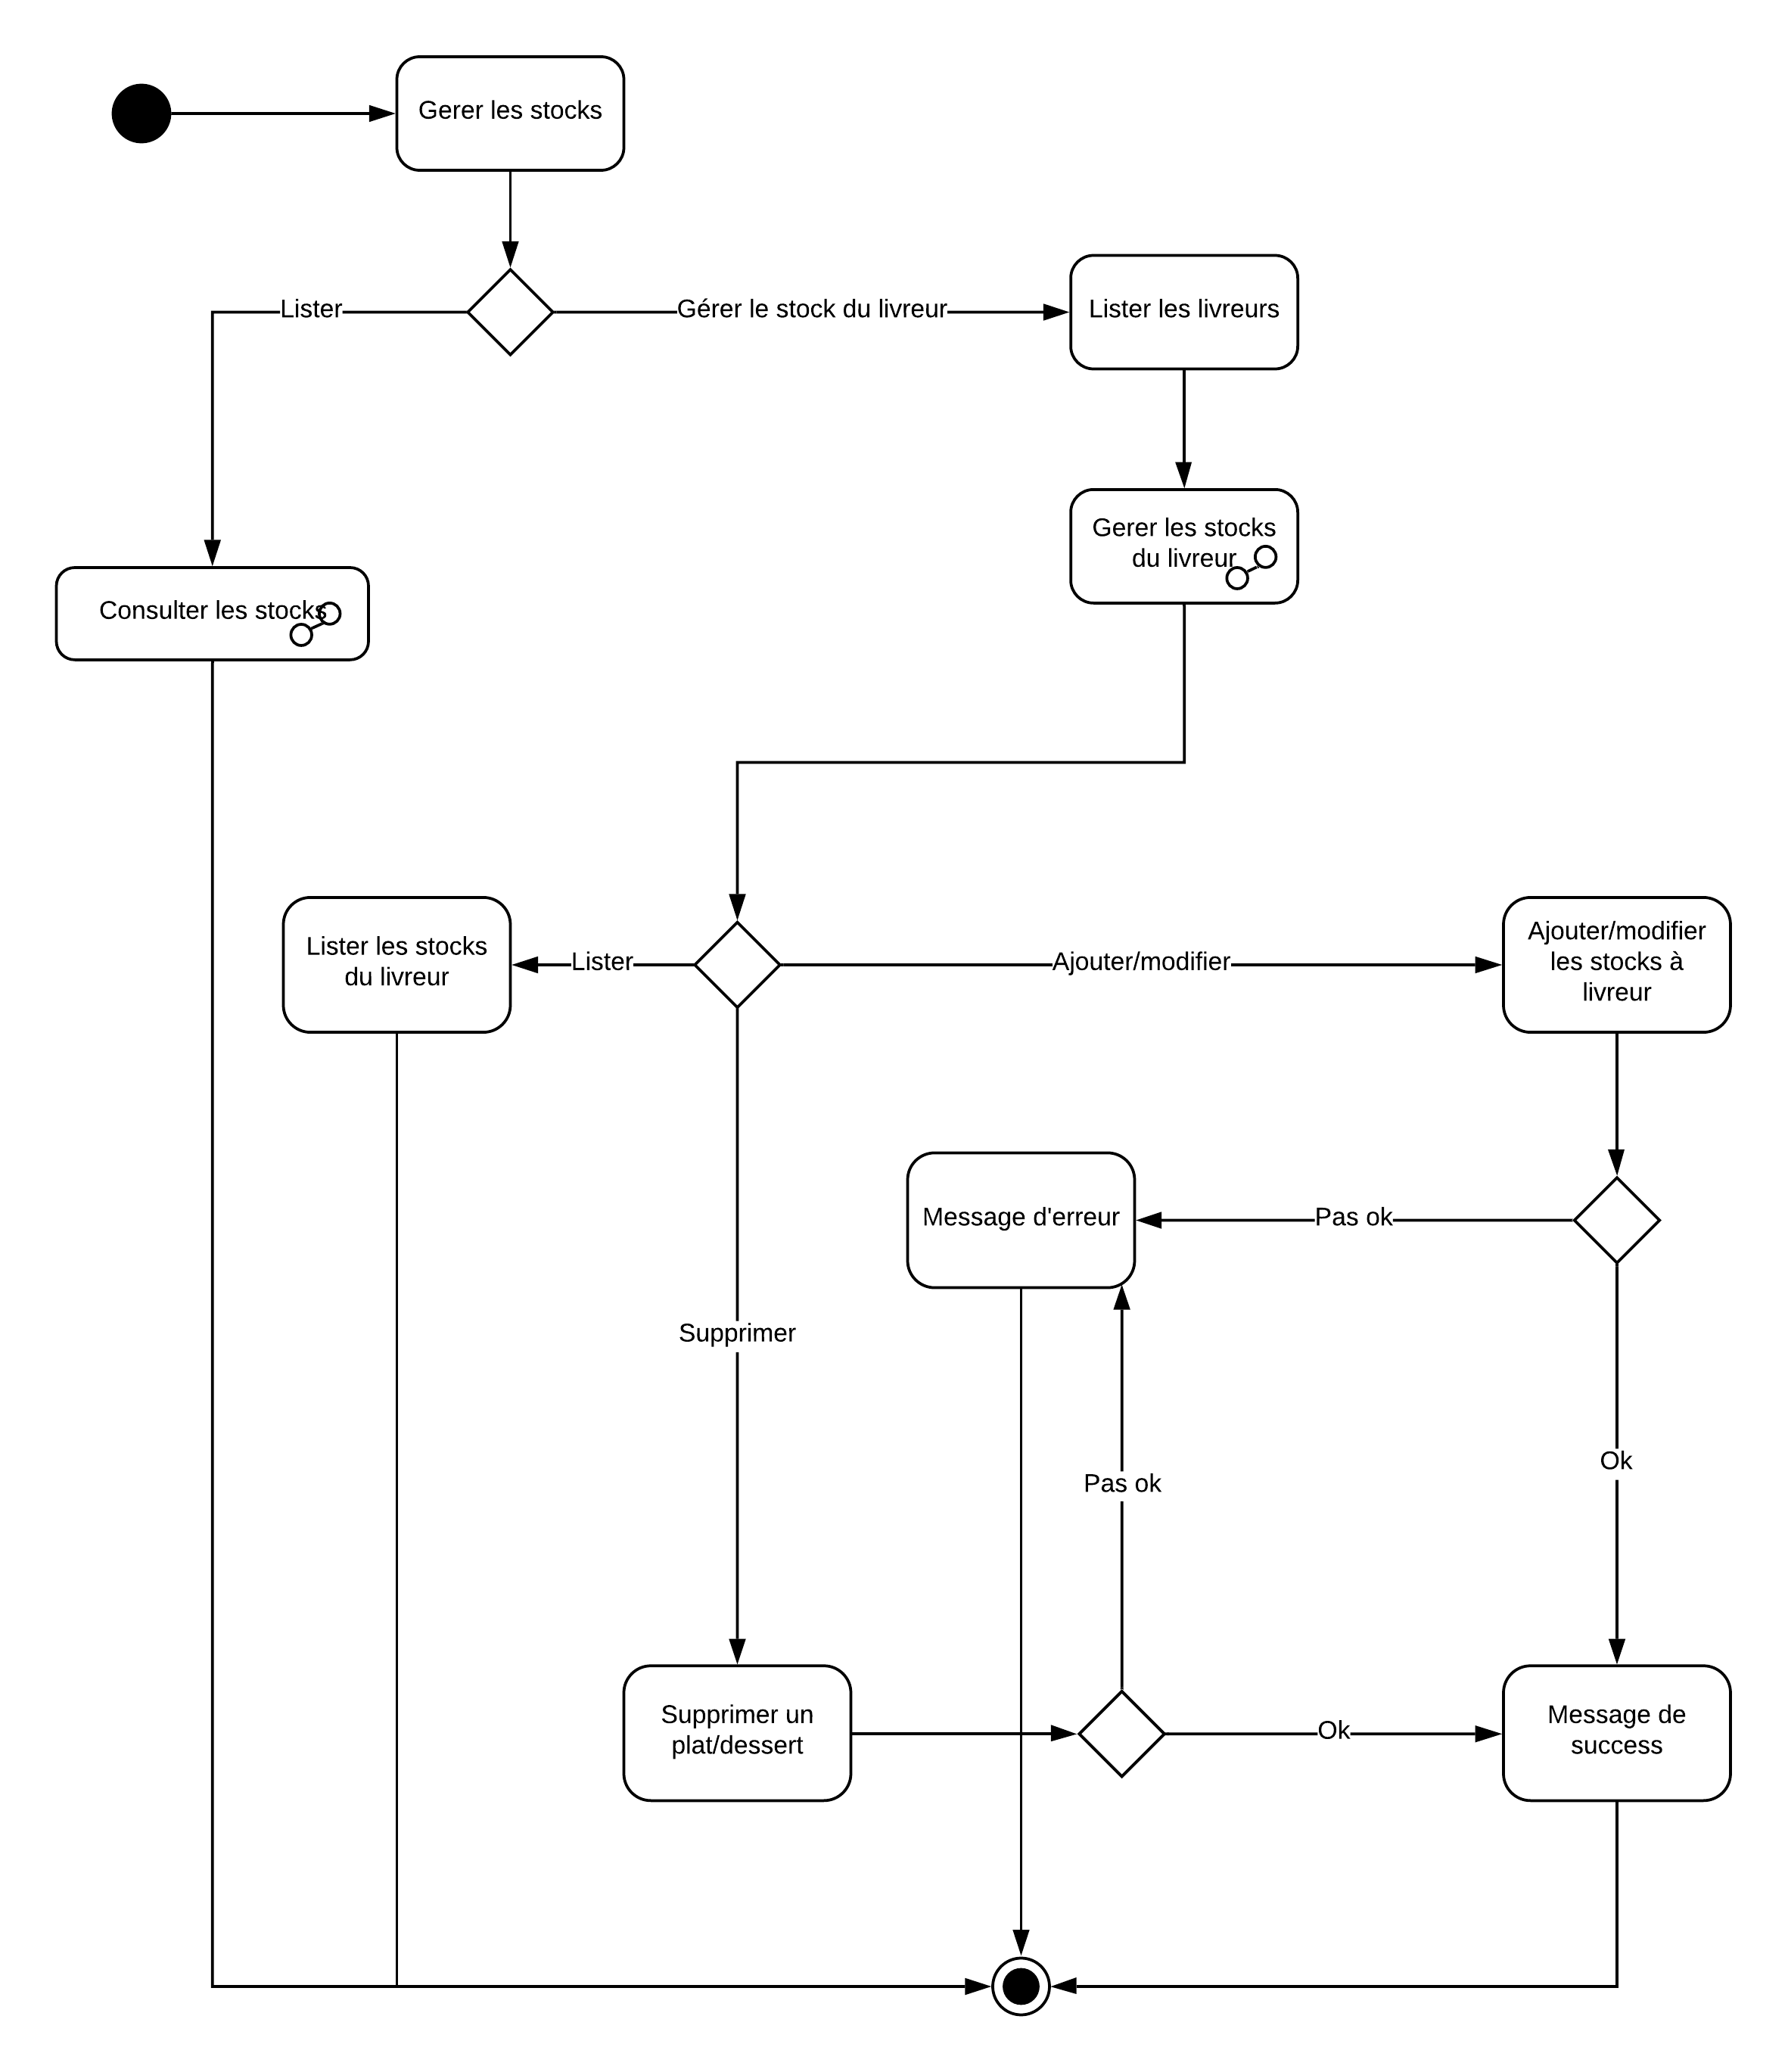 Gerer les stocks
Lister
Gérer le stock du livreur
Lister les livreurs
Gerer les stocks
du livreur
Consulter les stocks
Lister les stocks
du livreur
Lister
Ajouter/modifier
Ajouter/modifier
les stocks à
livreur
Message d'erreur
Pas ok
Supprimer
Pas ok
Ok
Supprimer un
plat/dessert
Ok
Message de
success